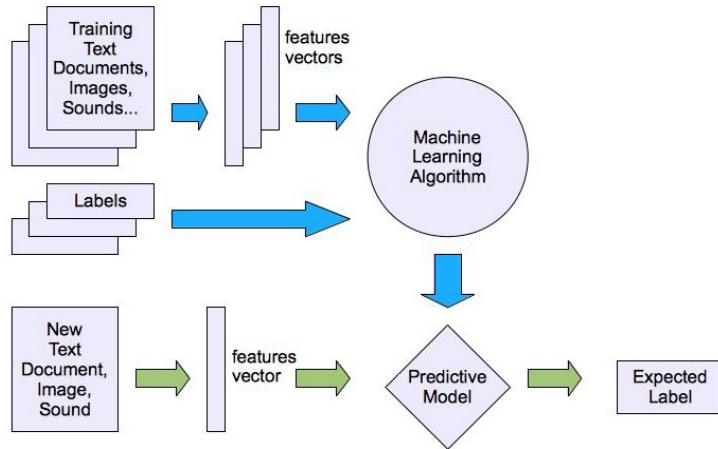 Training
Text
Documents,
Images,
Sounds...
features
vectors
Machine
Learning
Algorithm
Labels
New
Text
Document,
Image,
Sound
features
vector
Predictive
Model
Expected
Label